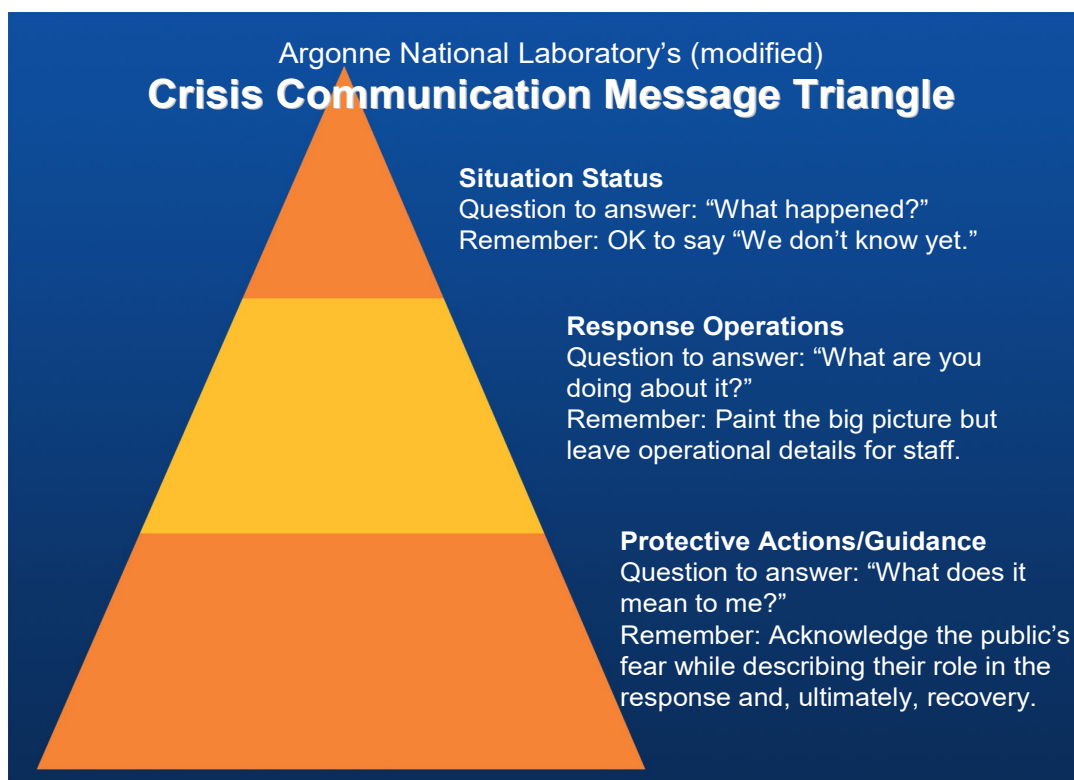 Argonne National Laboratory’s (modified)
Crisis Communication Message Triangle
Situation Status
Question to answer: “What happened?”
Remember: OK to say “We don’t know yet.”
Response Operations
Question to answer: “What are you
doing about it?”
Remember: Paint the big picture but
leave operational details for staff.
Protective Actions/Guidance
Question to answer: “What does it
mean to me?”
Remember: Acknowledge the public’s
fear while describing their role in the
response and, ultimately, recovery.